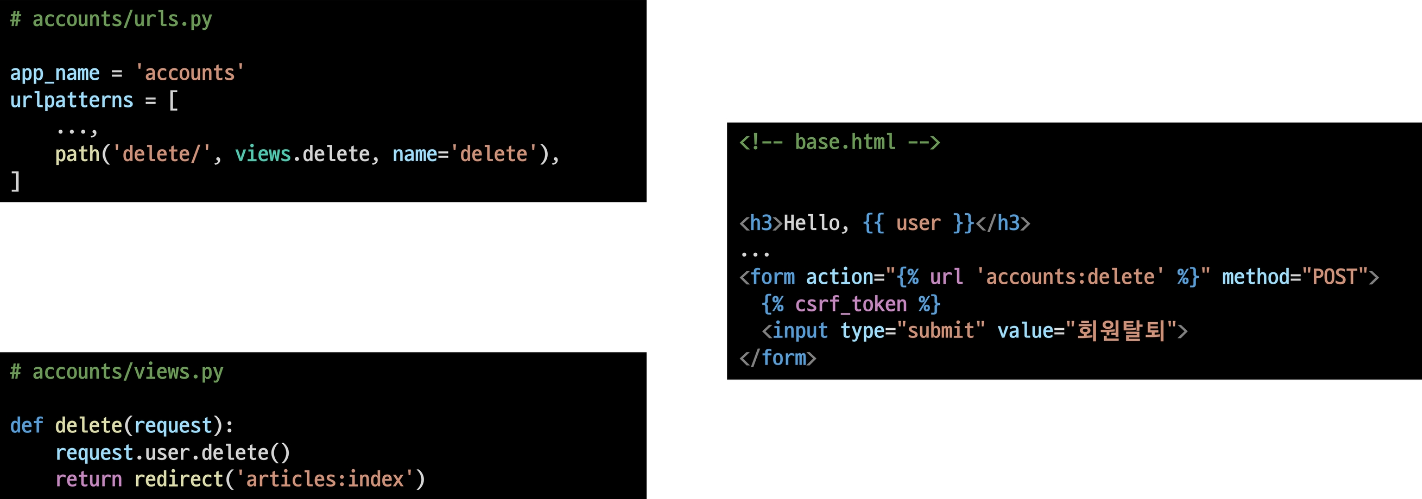 # accounts/urls.py
app_name = 'accounts'
urlpatterns = [
    ...,
    path('delete/', views.delete, name='delete'),
]
# accounts/views.py
def delete(request):
    request.user.delete()
    return redirect('articles:index')
<!-- base.html -->
<h3>Hello, {{ user }}</h3>
...
<form action="{% url 'accounts:delete' %}" method="POST">
  {% csrf_token %}
  <input type="submit" value="회원탈퇴">
</form>